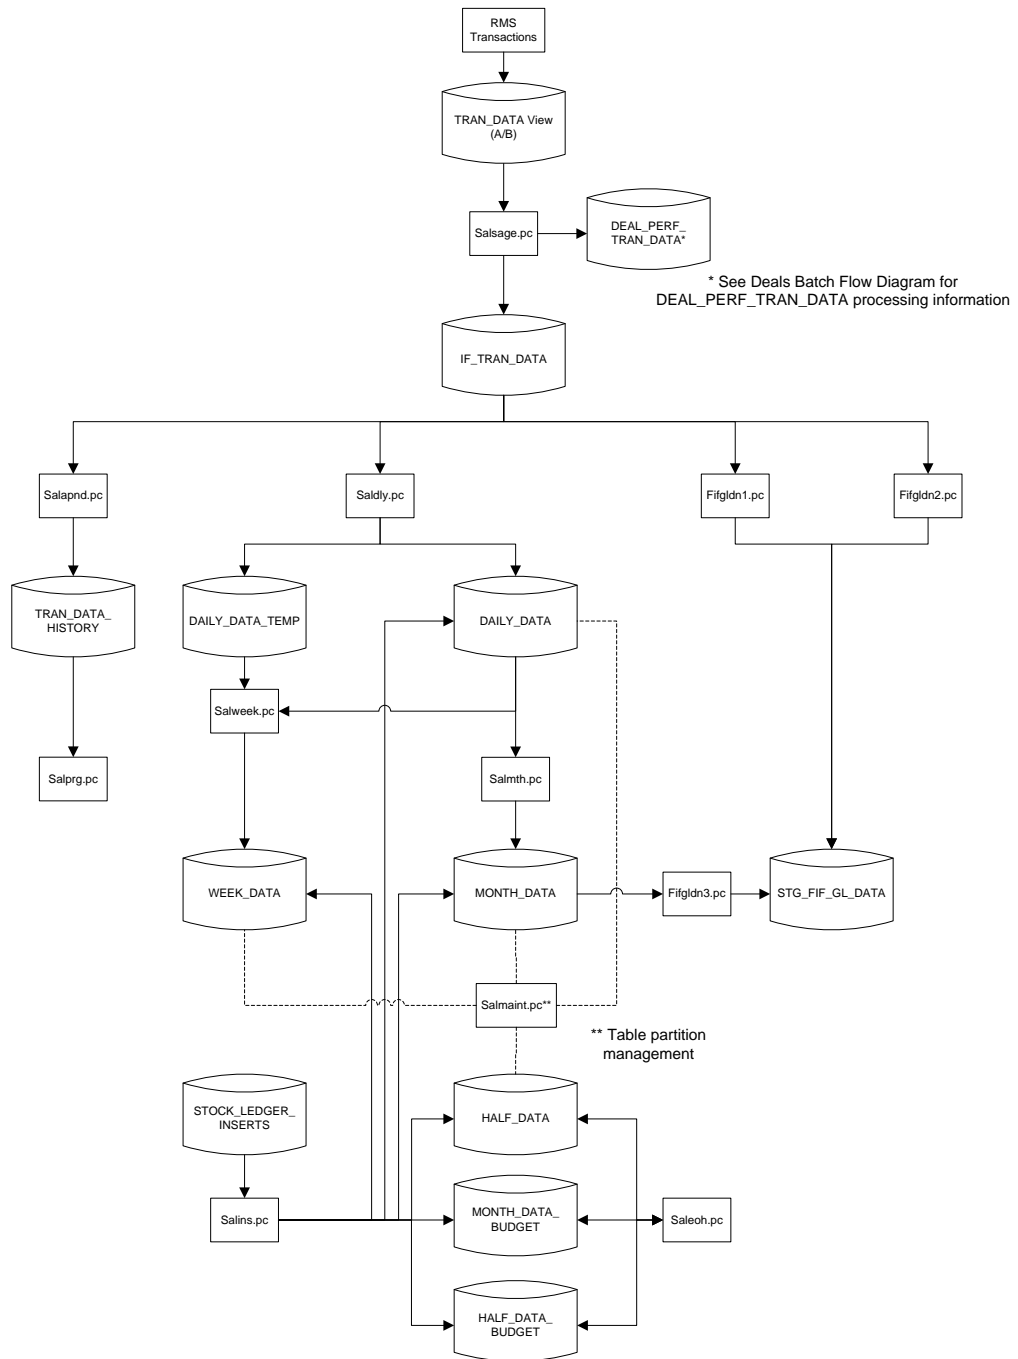 RMS
Transactions
TRAN_DATA View
(A/B)
Salsage.pc
DEAL_PERF_
TRAN_DATA*
* See Deals Batch Flow Diagram for
DEAL_PERF_TRAN_DATA processing information
IF_TRAN_DATA
Salapnd.pc
Saldly.pc
Fifgldn1.pc
Fifgldn2.pc
TRAN_DATA_
HISTORY
DAILY_DATA_TEMP
DAILY_DATA
Salweek.pc
Salprg.pc
Salmth.pc
WEEK_DATA
MONTH_DATA
Fifgldn3.pc
STG_FIF_GL_DATA
Salmaint.pc**
** Table partition
management
STOCK_LEDGER_
INSERTS
HALF_DATA
Salins.pc
MONTH_DATA_
BUDGET
Saleoh.pc
HALF_DATA_
BUDGET